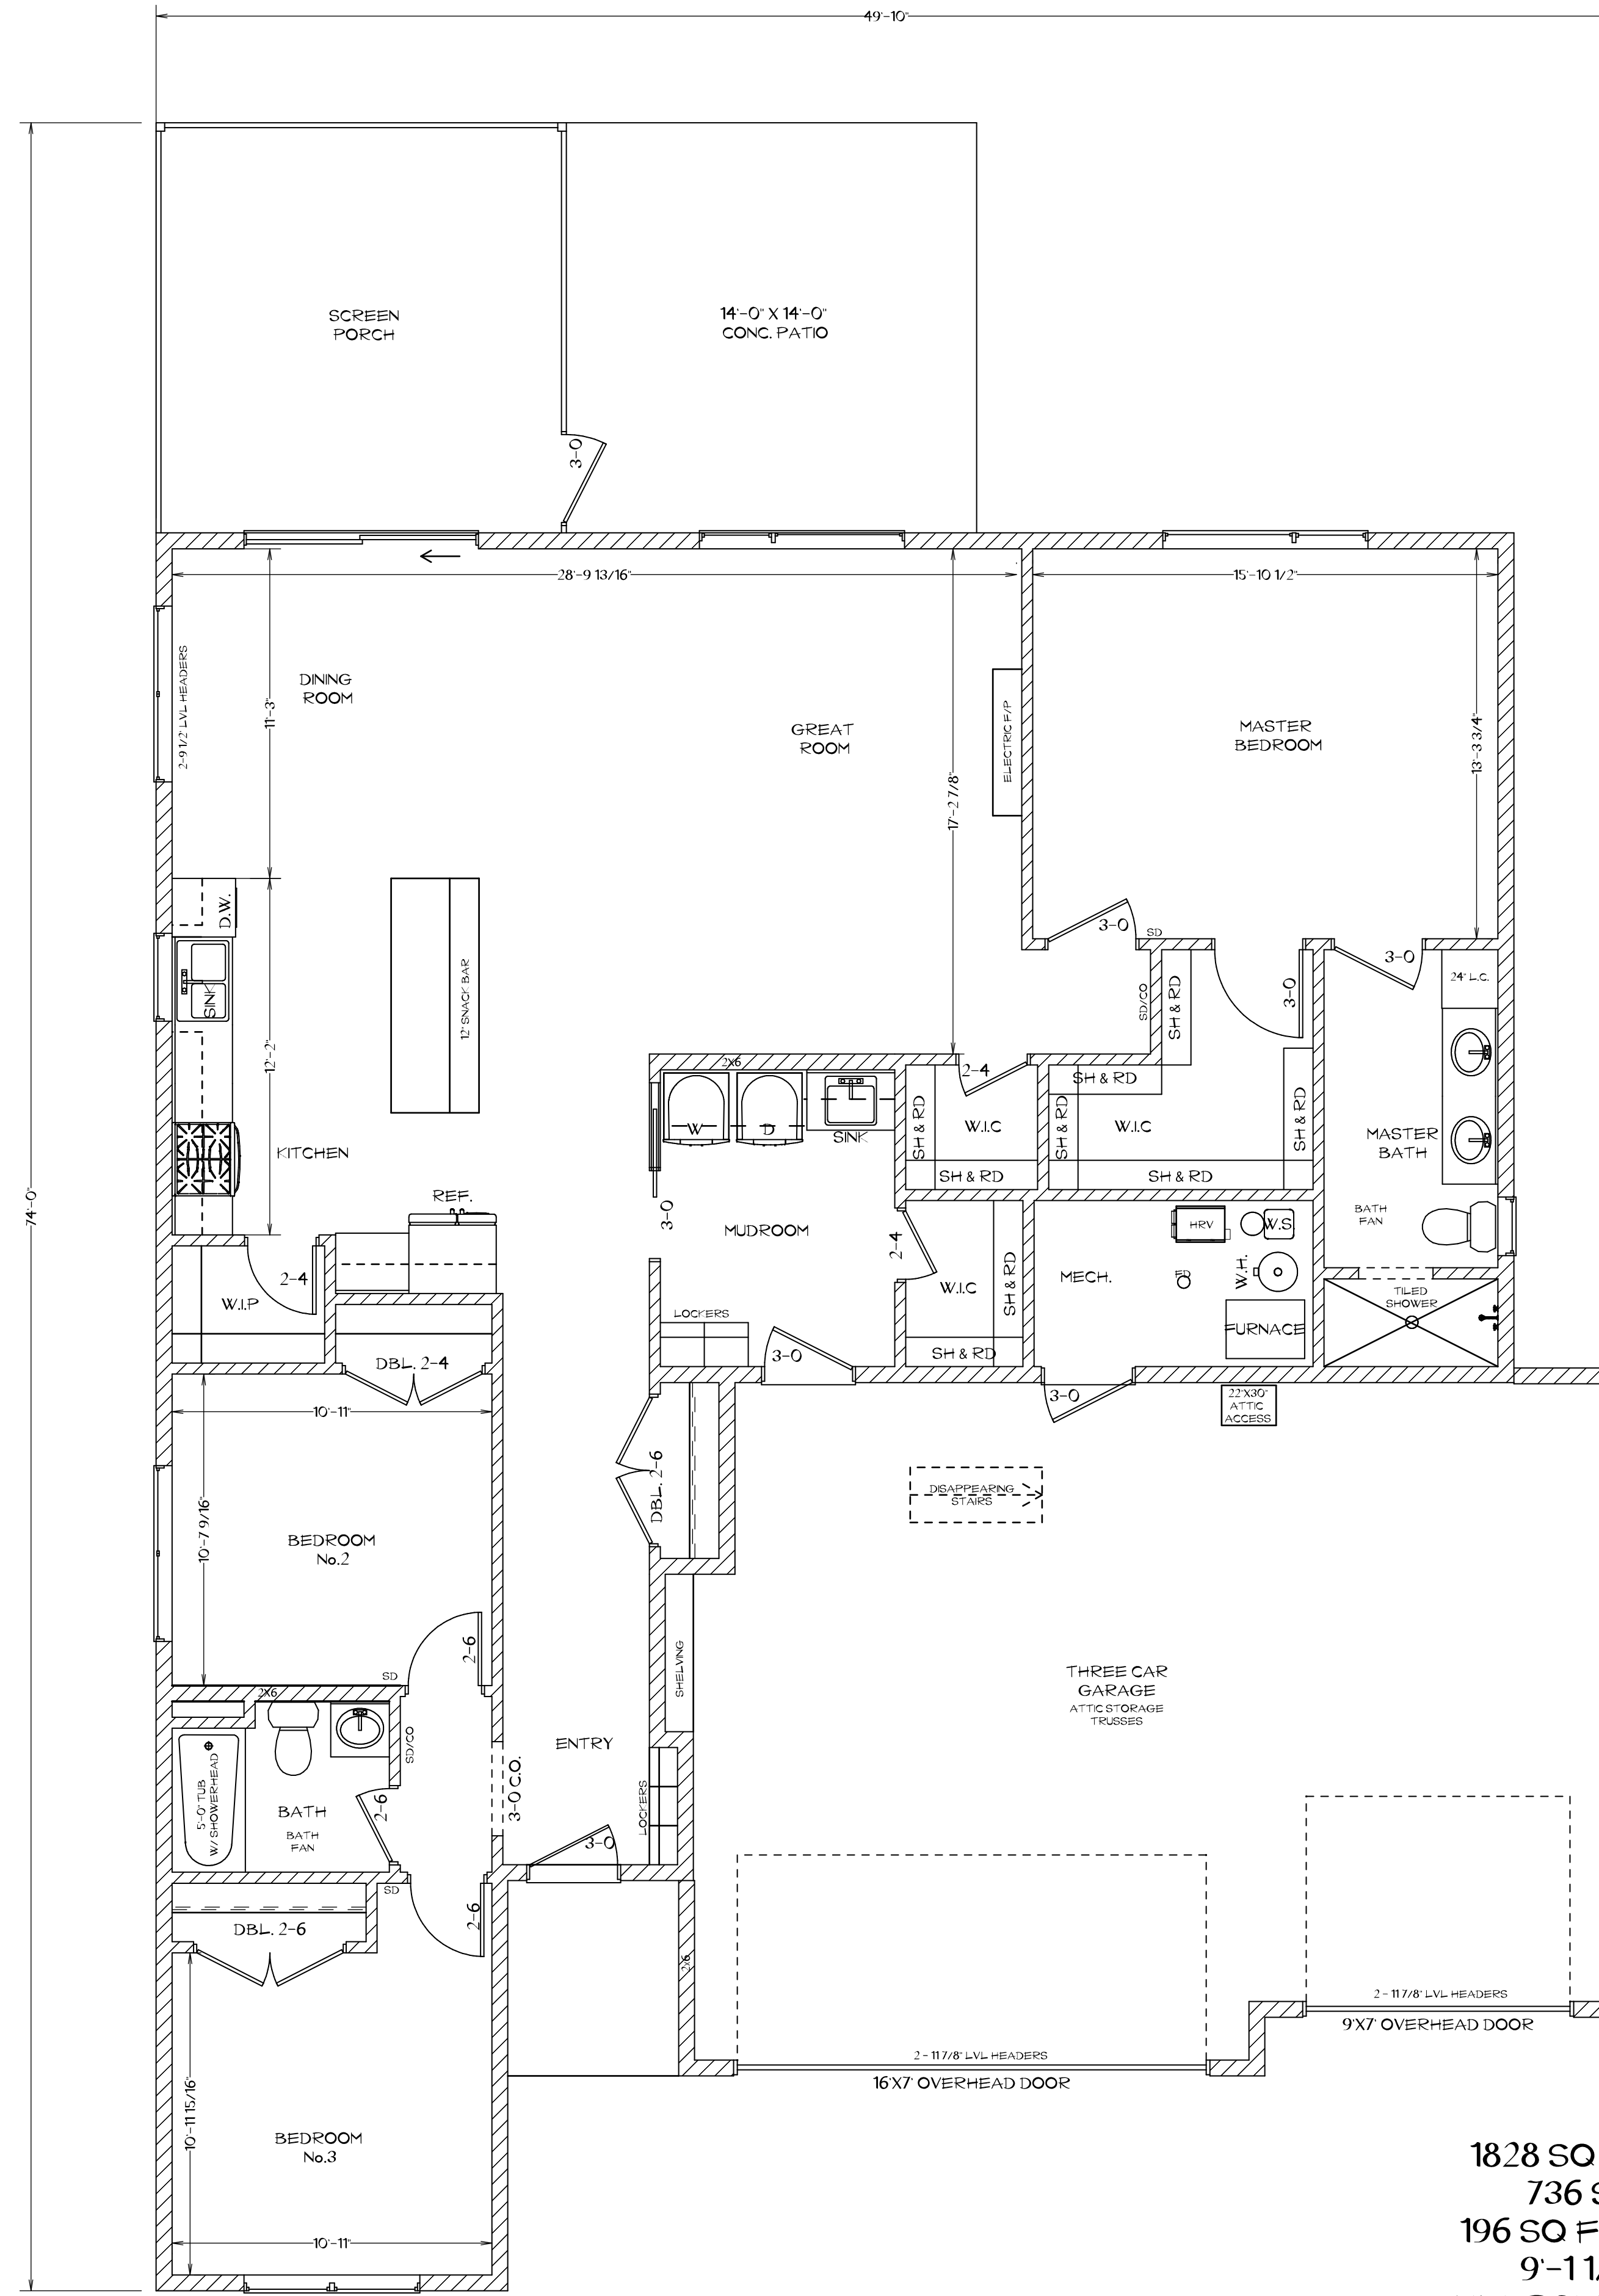 49'-10"
SCREEN
PORCH
14'-0" X 14'-0"
CONC. PATIO
3-0
28'-9 13/16"
15'-10 1/2"
2-9 1/2" LVL HEADERS
11'-3"
DINING
ROOM
GREAT
ROOM
17'-2 7/8"
ELECTRIC F/P
MASTER
BEDROOM
13'-3 3/4"
74'-0"
D.W.
SINK
12'-2"
12" SNACK BAR
KITCHEN
REF.
3-0
SD
SD/CO
SH & RD
3-0
3-0
24" L.C.
2X6
W
D
SINK
2-4
SH & RD
W.I.C
SH & RD
SH & RD
SH & RD
W.I.C
SH & RD
SH & RD
MASTER
BATH
BATH
FAN
3-0
MUDROOM
2-4
W.I.C
SH & RD
SH & RD
MECH.
HRV
W.S.
FD
W.H.
FURNACE
TILED
SHOWER
2-4
W.I.P
DBL. 2-4
LOCKERS
3-0
3-0
22"X30"
ATTIC
ACCESS
10'-11"
10'-7 9/16"
BEDROOM
No.2
DBL. 2-6
DISAPPEARING
STAIRS
2-6
SD
2X6
SHELVING
THREE CAR
GARAGE
ATTIC STORAGE
TRUSSES
SD/CO
ENTRY
5'-0" TUB
W/ SHOWERHEAD
BATH
BATH
FAN
2-6
3-0 C.O.
LOCKERS
3-0
SD
DBL. 2-6
2-6
2x6
2 - 11 7/8" LVL HEADERS
9'X7' OVERHEAD DOOR
2 - 11 7/8" LVL HEADERS
16'X7' OVERHEAD DOOR
10'-11 15/16"
BEDROOM
No.3
10'-11"
1828 SQ
736 S
196 SQ F
9'-1 1/